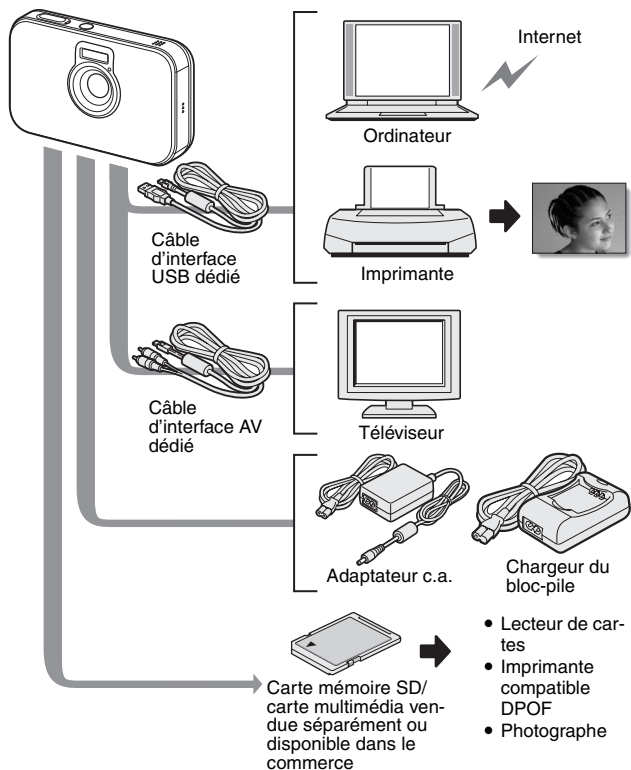 Internet
Ordinateur
Câble
d'interface
USB dédié
Imprimante
Câble
d'interface AV
dédié
Téléviseur
Adaptateur c.a.
Chargeur du
bloc-pile
Carte mémoire SD/
carte multimédia ven-
due séparément ou
disponible dans le
commerce
• Lecteur de car-
tes
• Imprimante
compatible
DPOF
• Photographe